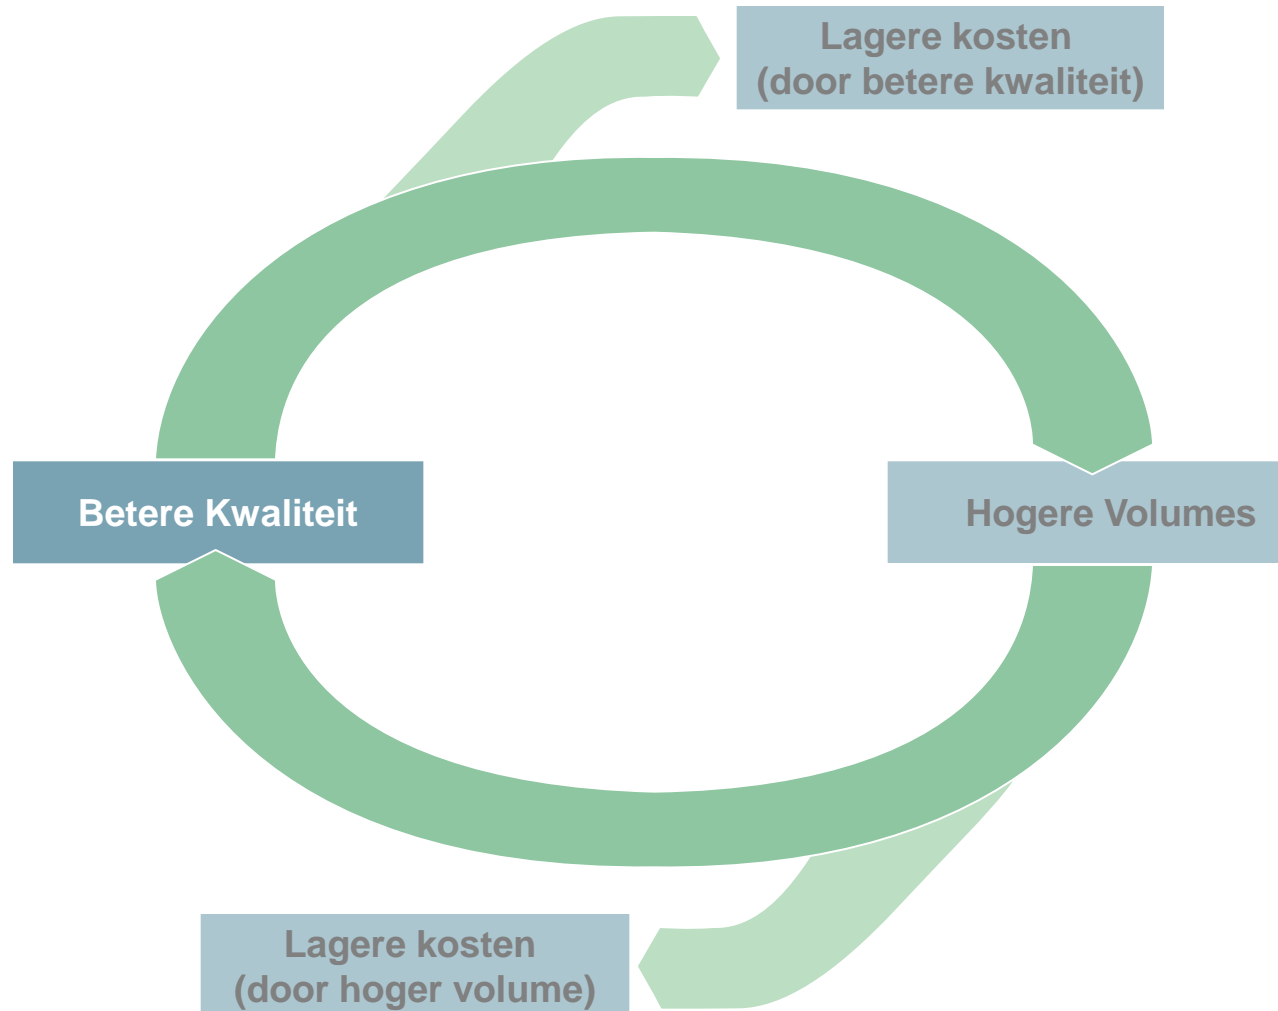 Lagere kosten
(door betere kwaliteit)
Betere Kwaliteit
Hogere Volumes
Lagere kosten
(door hoger volume)